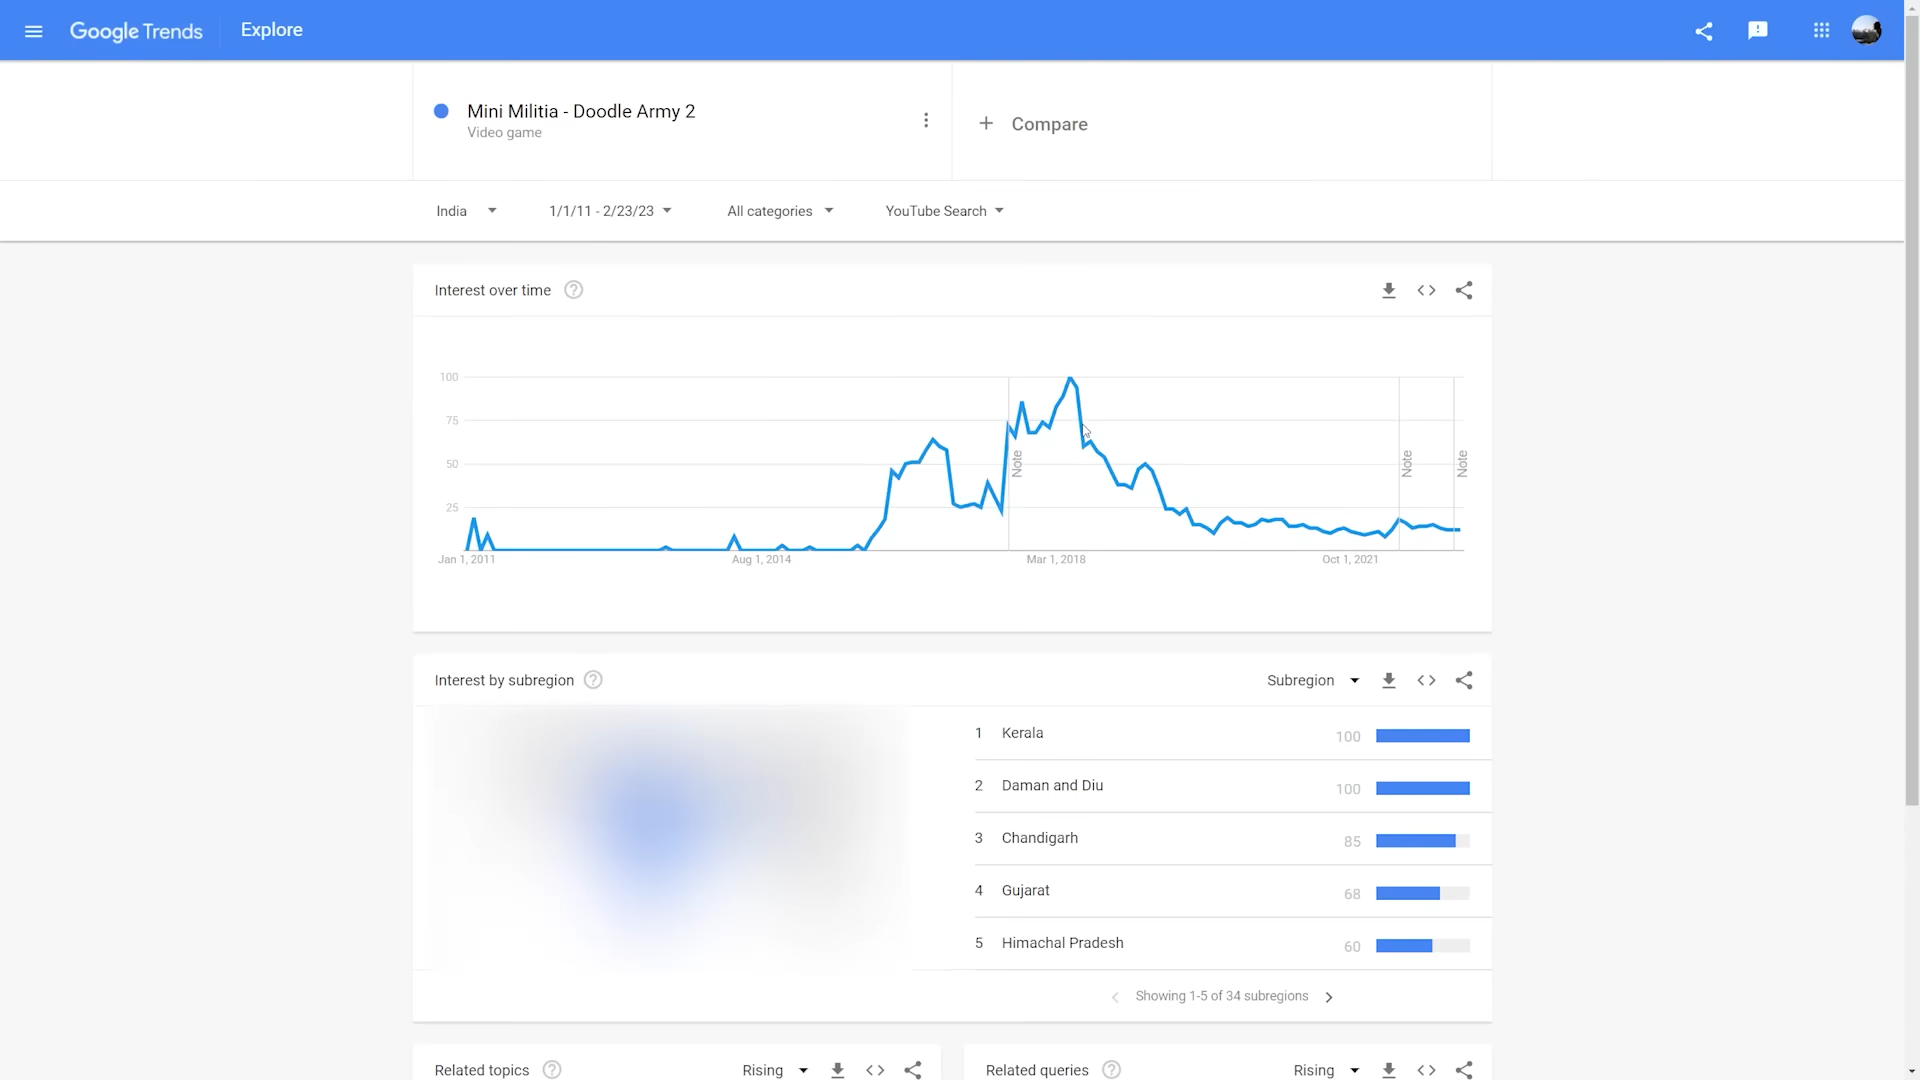 Google Trends Explore
Mini Militia - Doodle Army 2
Video game
+ Compare
India 1/1/11 - 2/23/23 All categories YouTube Search
Interest over time
100
75
50
25
Note
Note
Note
Jan 1, 2011 Aug 1, 2014 Mar 1, 2018 Oct 1, 2021
Interest by subregion Subregion
1 Kerala 100
2 Daman and Diu 100
3 Chandigarh 85
4 Gujarat 68
5 Himachal Pradesh 60
Showing 1-5 of 34 subregions
Related topics Rising
Related queries Rising